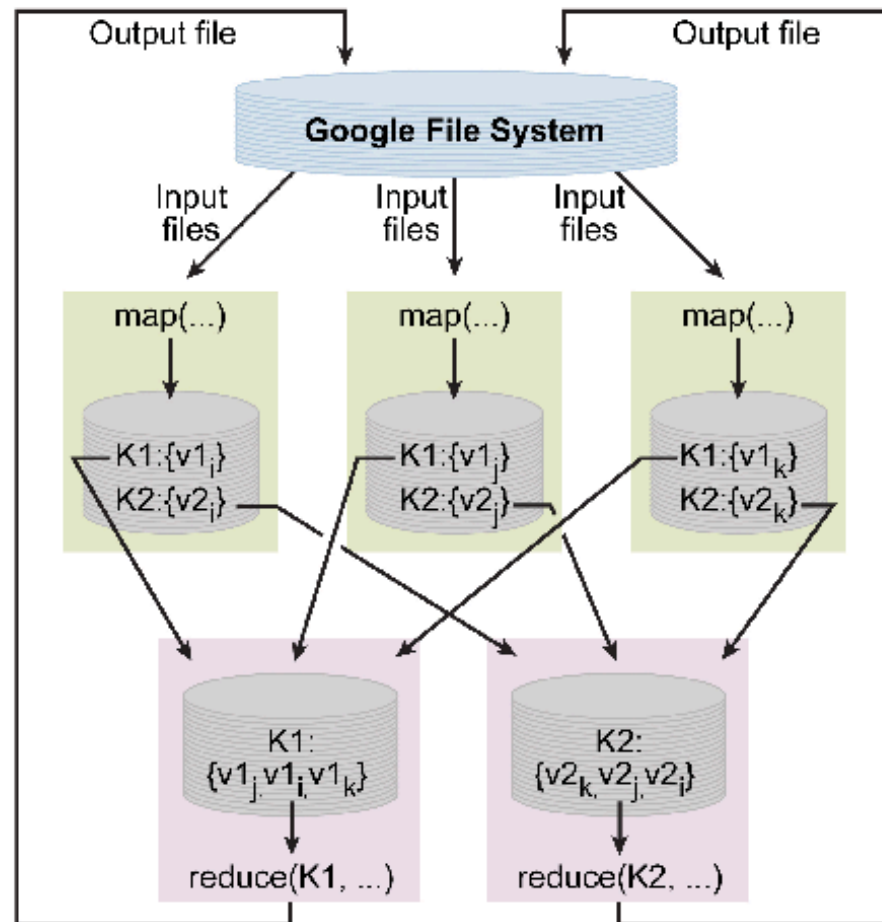 Output file
Output file
Google File System
Input
files
Input
files
Input
files
map(...)
map(...)
map(...)
K1:{v1i}
K2:{v2i}
K1:{v1j}
K2:{v2j}
K1:{v1k}
K2:{v2k}
K1:
{v1j,v1i,v1k}
K2:
{v2k,v2j,v2i}
reduce(K1, ...)
reduce(K2, ...)